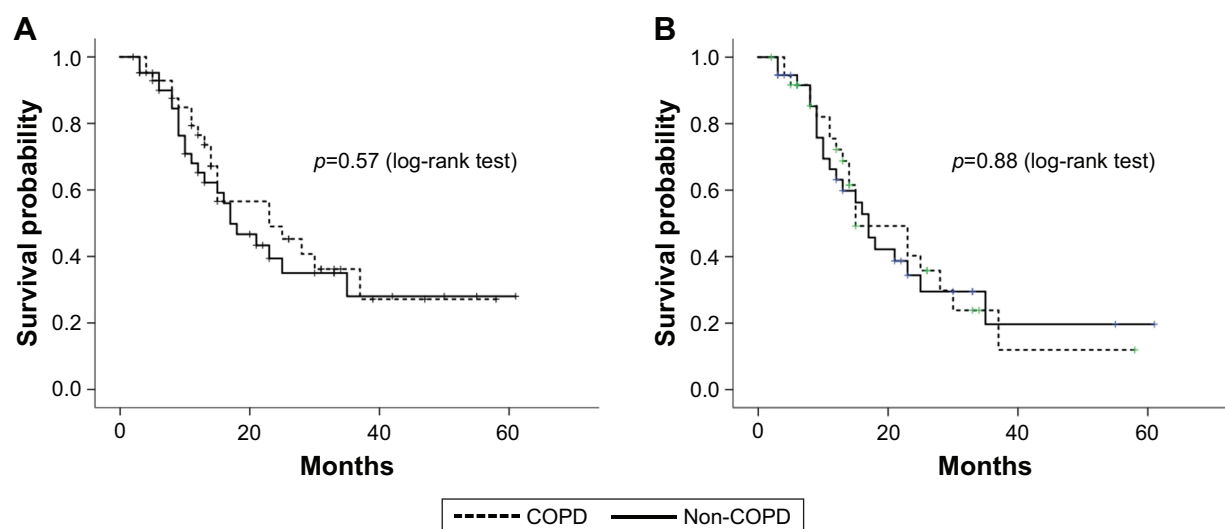 A
B
Survival probability
1.0
0.8
0.6
0.4
0.2
0.0
p=0.57 (log-rank test)
0
20
40
60
Months
Survival probability
1.0
0.8
0.6
0.4
0.2
0.0
p=0.88 (log-rank test)
0
20
40
60
Months
COPD
Non-COPD